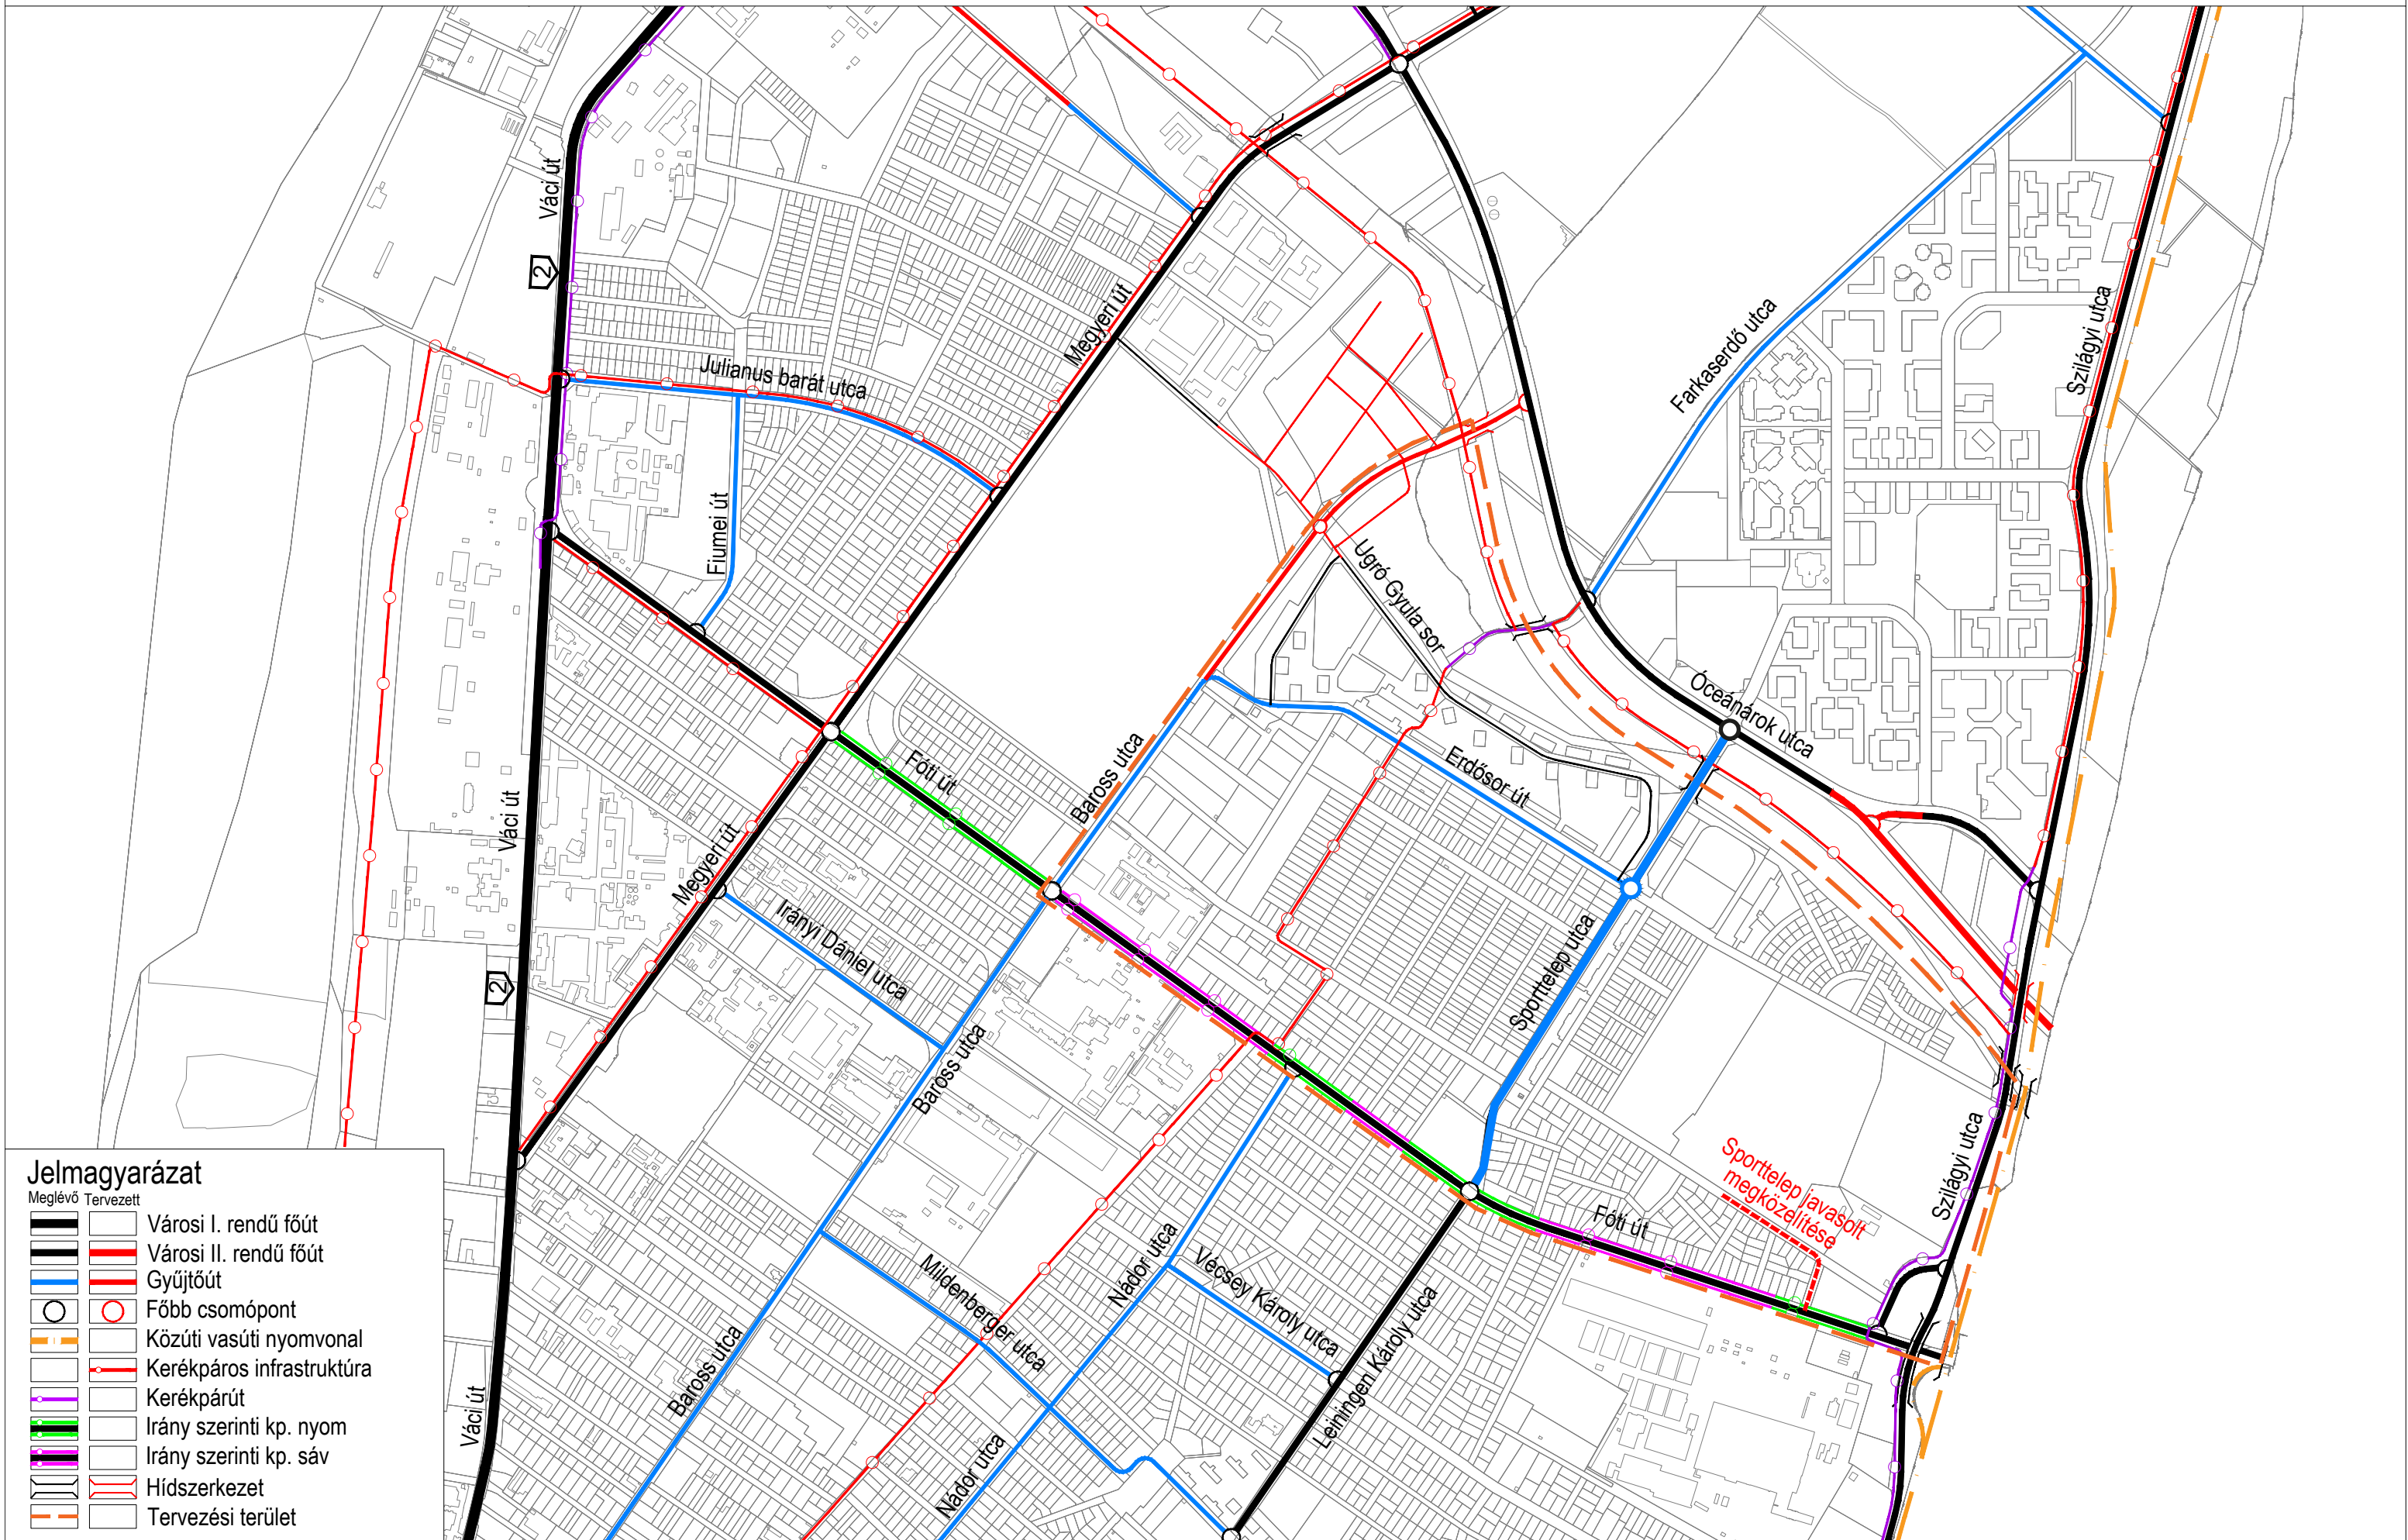 Váci út
2
Julianus barát utca
Megyeri út
Fiumei út
Farkaserdő utca
Szilágyi utca
Ugró Gyula sor
Óceánárok utca
Váci út
Fóti út
Baross utca
Erdősor út
Megyeri út
Irányi Dániel utca
2
Baross utca
Sporttelep utca
Sporttelep javasolt
megközelítése
Szilágyi utca
Fóti út
Nádor utca
Vécsey Károly utca
Mildenberger utca
Leiningen Károly utca
Baross utca
Váci út
Nádor utca
Jelmagyarázat
Meglévő Tervezett
Városi I. rendű főút
Városi II. rendű főút
Gyűjtőút
Főbb csomópont
Közúti vasúti nyomvonal
Kerékpáros infrastruktúra
Kerékpárút
Irány szerinti kp. nyom
Irány szerinti kp. sáv
Hídszerkezet
Tervezési terület